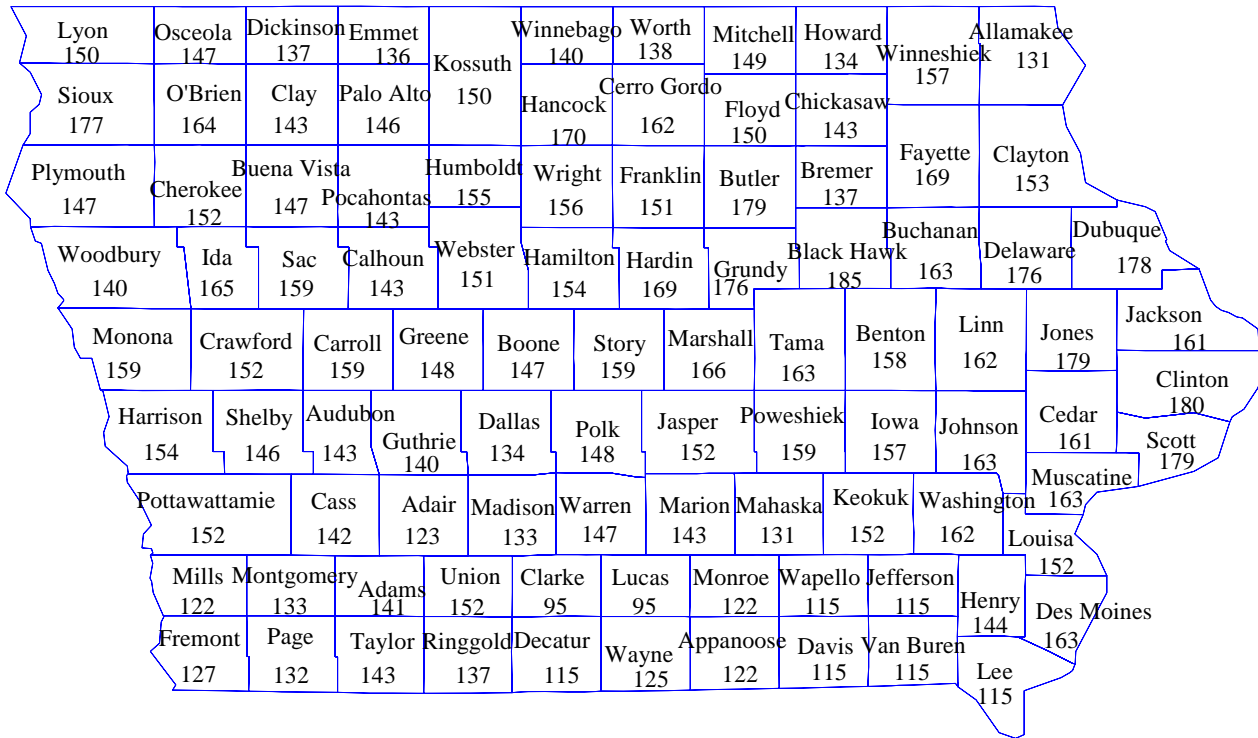 Lyon Osceola Dickinson Emmet Winnebago Worth Mitchell Howard Allamakee
150 147 137 136 Kossuth 140 138 149 134 Winneshiek 131
157
Sioux O'Brien Clay Palo Alto 150 Hancock Cerro Gordo Floyd Chickasaw
177 164 143 146 170 162 150 143
Plymouth Cherokee Buena Vista Pocahontas Humboldt Wright Franklin Butler Bremer Fayette Clayton
147 152 147 143 155 156 151 179 137 169 153
Woodbury Ida Sac Calhoun Webster Hamilton Hardin Grundy Black Hawk Buchanan Delaware Dubuque
140 165 159 143 151 154 169 176 185 163 176 178
Monona Crawford Carroll Greene Boone Story Marshall Tama Benton Linn Jones Jackson
159 152 159 148 147 159 166 163 158 162 179 161
Clinton
180
Harrison Shelby Audubon Guthrie Dallas Polk Jasper Poweshiek Iowa Johnson Cedar Scott
154 146 143 140 134 148 152 159 157 163 161 179
Pottawattamie Cass Adair Madison Warren Marion Mahaska Keokuk Washington Muscatine
152 142 123 133 147 143 131 152 162 163
Louisa
152
Mills Montgomery Adams Union Clarke Lucas Monroe Wapello Jefferson Henry Des Moines
122 133 141 152 95 95 122 115 115 144 163
Fremont Page Taylor Ringgold Decatur Wayne Appanoose Davis Van Buren Lee
127 132 143 137 115 125 122 115 115 115